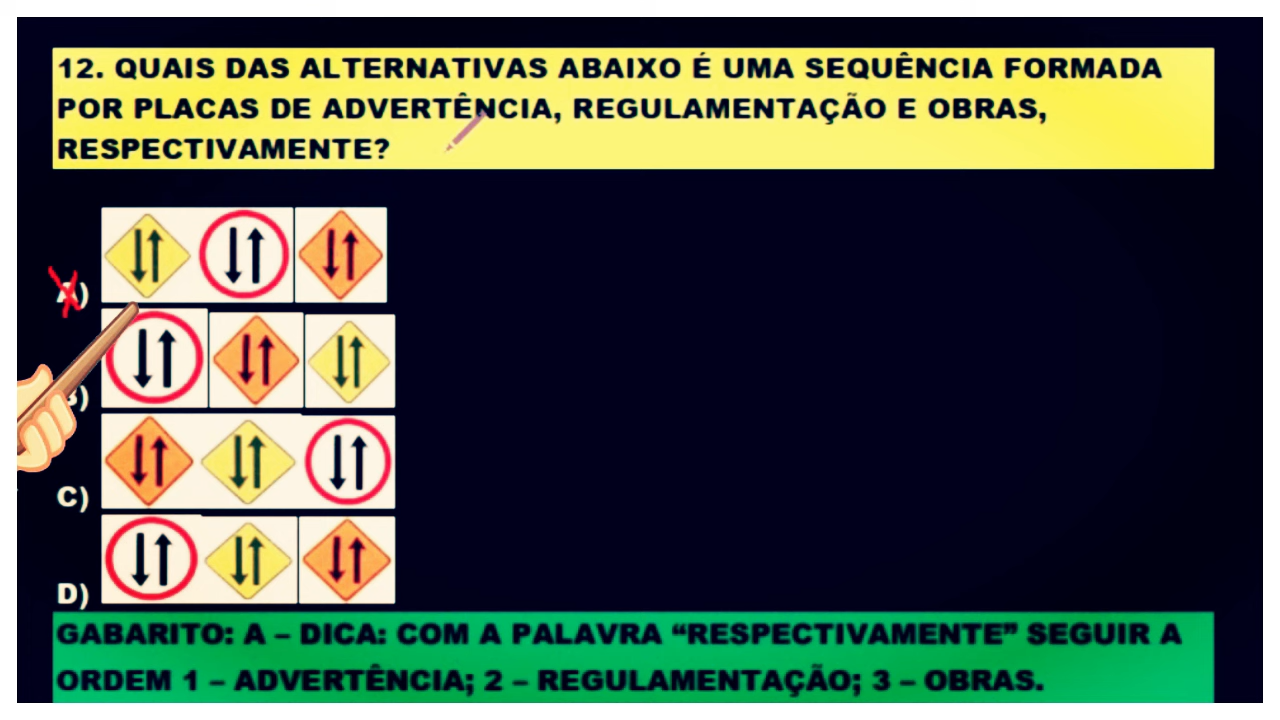 12. QUAIS DAS ALTERNATIVAS ABAIXO É UMA SEQUÊNCIA FORMADA
POR PLACAS DE ADVERTÊNCIA, REGULAMENTAÇÃO E OBRAS,
RESPECTIVAMENTE?
A)
B)
C)
D)
GABARITO: A – DICA: COM A PALAVRA “RESPECTIVAMENTE” SEGUIR A
ORDEM 1 – ADVERTÊNCIA; 2 – REGULAMENTAÇÃO; 3 – OBRAS.